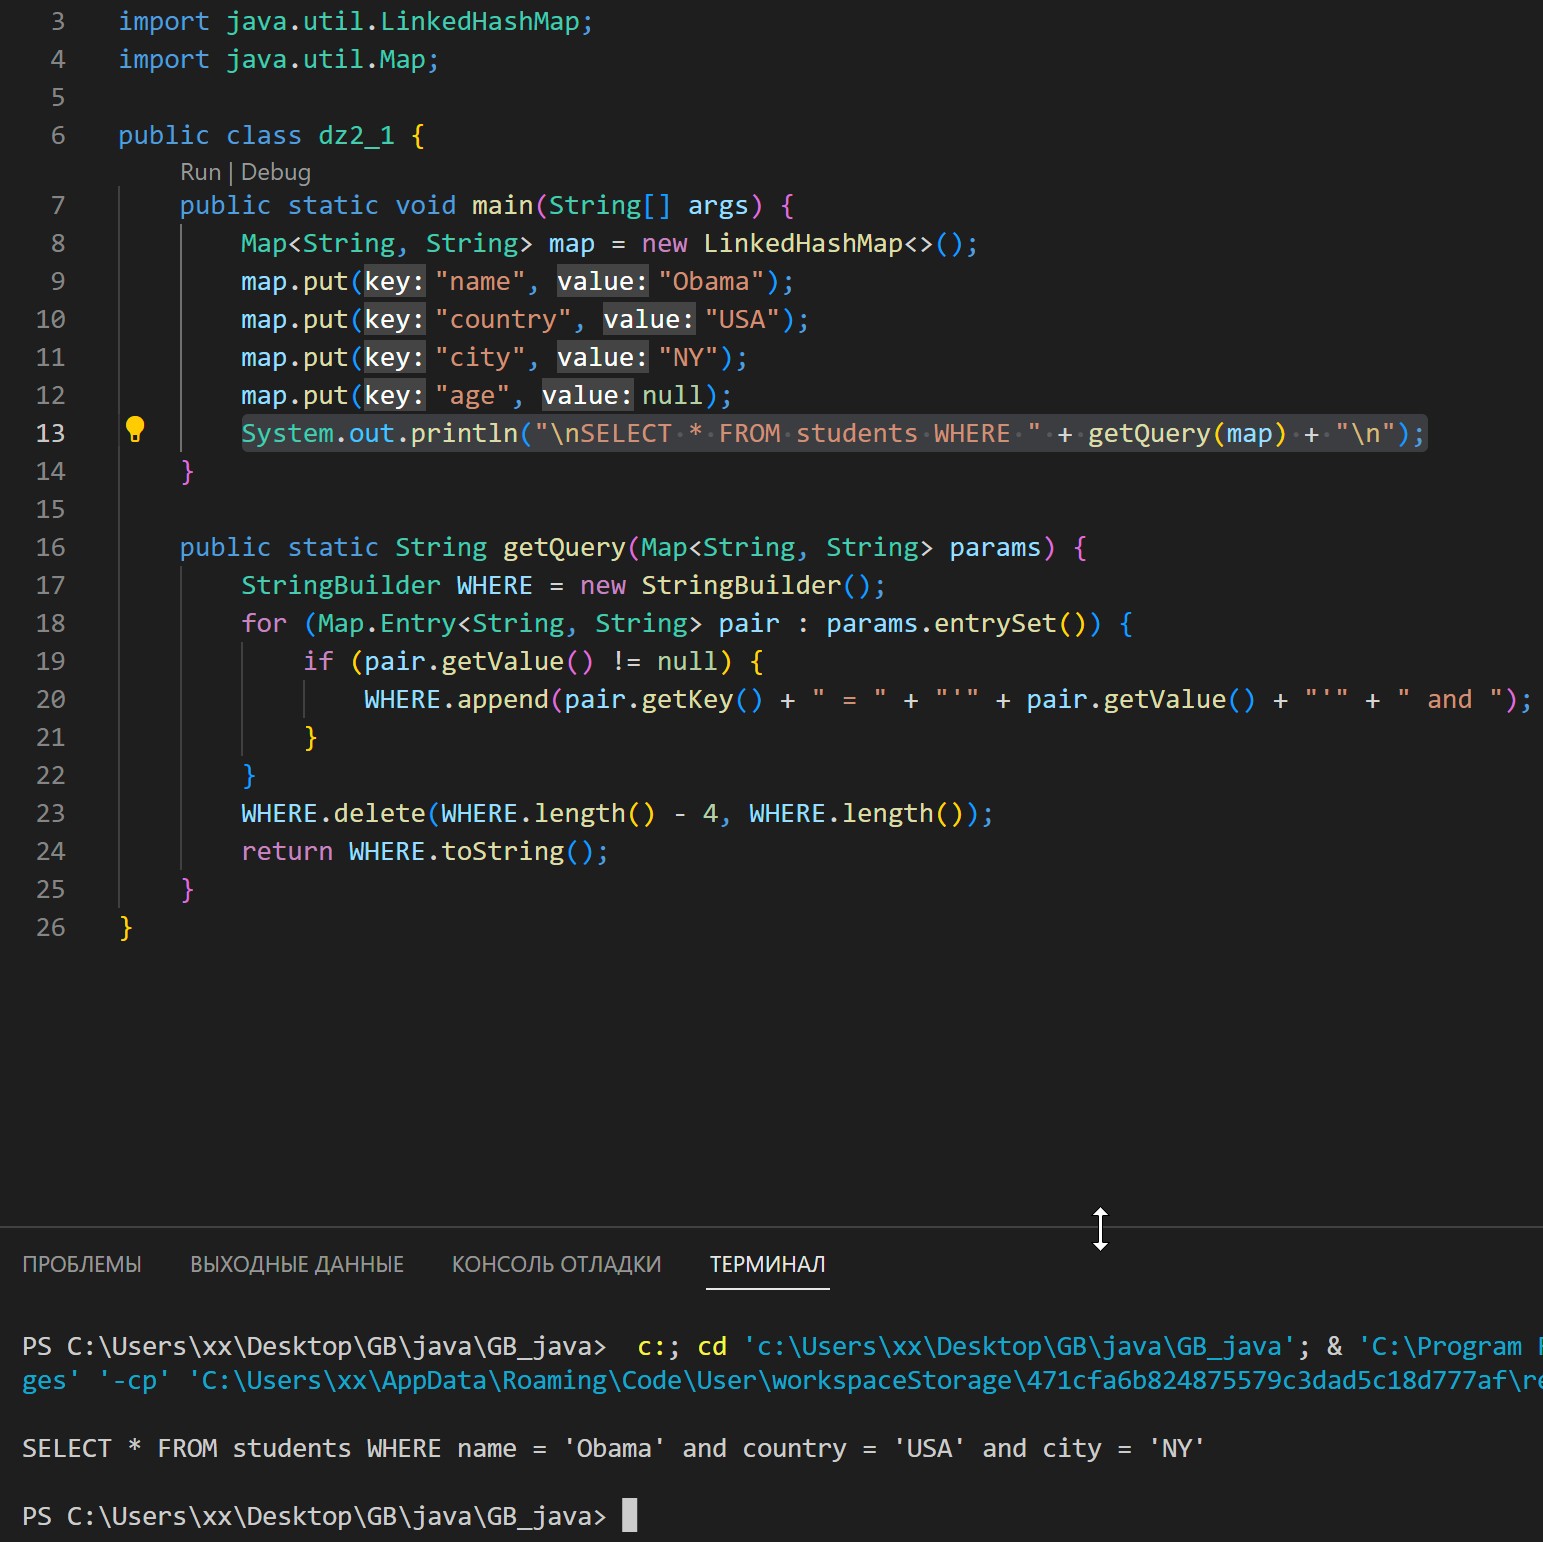 3 import java.util.LinkedHashMap;
4 import java.util.Map;
5
6 public class dz2_1 {
Run | Debug
7 public static void main(String[] args) {
8 Map<String, String> map = new LinkedHashMap<>();
9 map.put(key: "name", value: "Obama");
10 map.put(key: "country", value: "USA");
11 map.put(key: "city", value: "NY");
12 map.put(key: "age", value: null);
13 System.out.println("\nSELECT * FROM students WHERE " + getQuery(map) + "\n");
14 }
15
16 public static String getQuery(Map<String, String> params) {
17 StringBuilder WHERE = new StringBuilder();
18 for (Map.Entry<String, String> pair : params.entrySet()) {
19 if (pair.getValue() != null) {
20 WHERE.append(pair.getKey() + " = " + "'" + pair.getValue() + "'" + " and ");
21 }
22 }
23 WHERE.delete(WHERE.length() - 4, WHERE.length());
24 return WHERE.toString();
25 }
26 }
ПРОБЛЕМЫ ВЫХОДНЫЕ ДАННЫЕ КОНСОЛЬ ОТЛАДКИ ТЕРМИНАЛ
PS C:\Users\xx\Desktop\GB\java\GB_java> c:; cd 'c:\Users\xx\Desktop\GB\java\GB_java'; & 'C:\Program
ges' '-cp' 'C:\Users\xx\AppData\Roaming\Code\User\workspaceStorage\471cfa6b824875579c3dad5c18d777af\re
SELECT * FROM students WHERE name = 'Obama' and country = 'USA' and city = 'NY'
PS C:\Users\xx\Desktop\GB\java\GB_java>